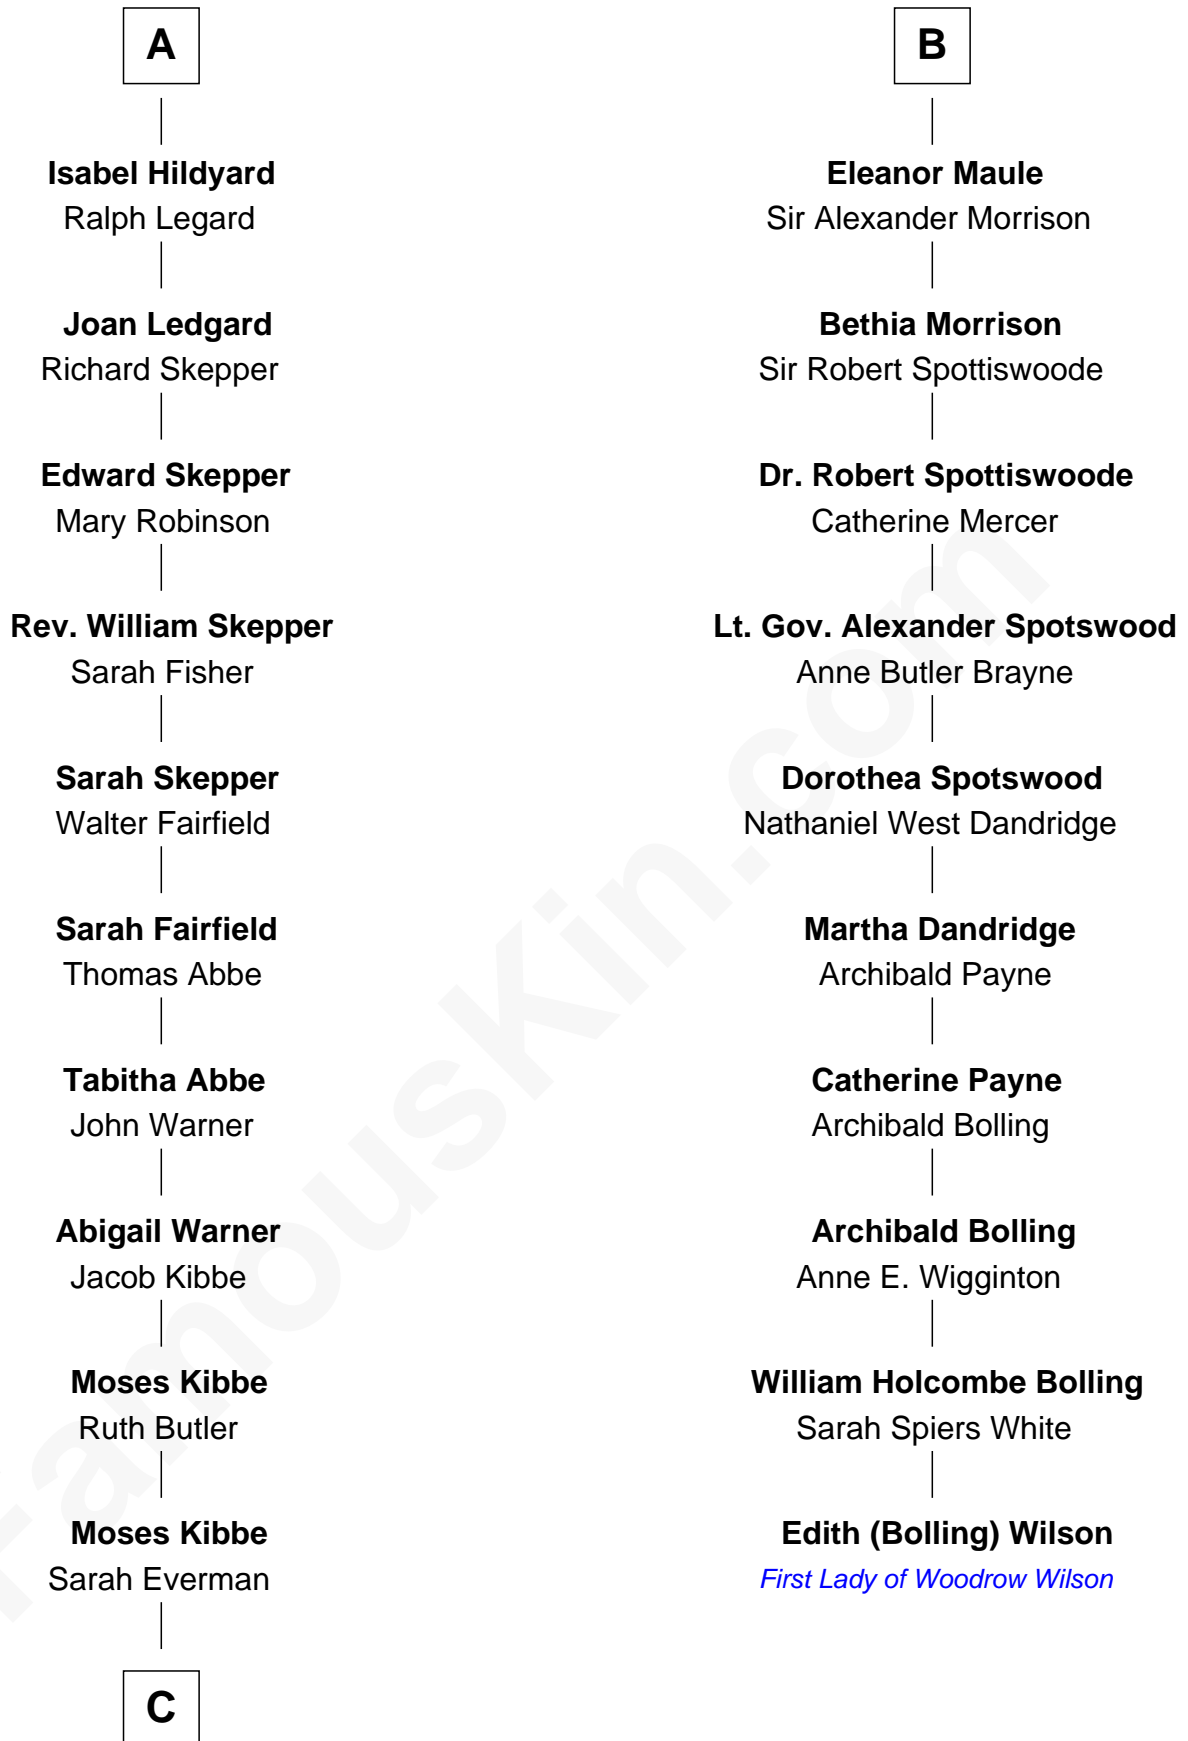 A
Isabel Hildyard
Ralph Legard
Joan Ledgard
Richard Skepper
Edward Skepper
Mary Robinson
Rev. William Skepper
Sarah Fisher
Sarah Skepper
Walter Fairfield
Sarah Fairfield
Thomas Abbe
Tabitha Abbe
John Warner
Abigail Warner
Jacob Kibbe
Moses Kibbe
Ruth Butler
Moses Kibbe
Sarah Everman
C
B
Eleanor Maule
Sir Alexander Morrison
Bethia Morrison
Sir Robert Spottiswoode
Dr. Robert Spottiswoode
Catherine Mercer
Lt. Gov. Alexander Spotswood
Anne Butler Brayne
Dorothea Spotswood
Nathaniel West Dandridge
Martha Dandridge
Archibald Payne
Catherine Payne
Archibald Bolling
Archibald Bolling
Anne E. Wigginton
William Holcombe Bolling
Sarah Spiers White
Edith (Bolling) Wilson
First Lady of Woodrow Wilson
FamousKin.com